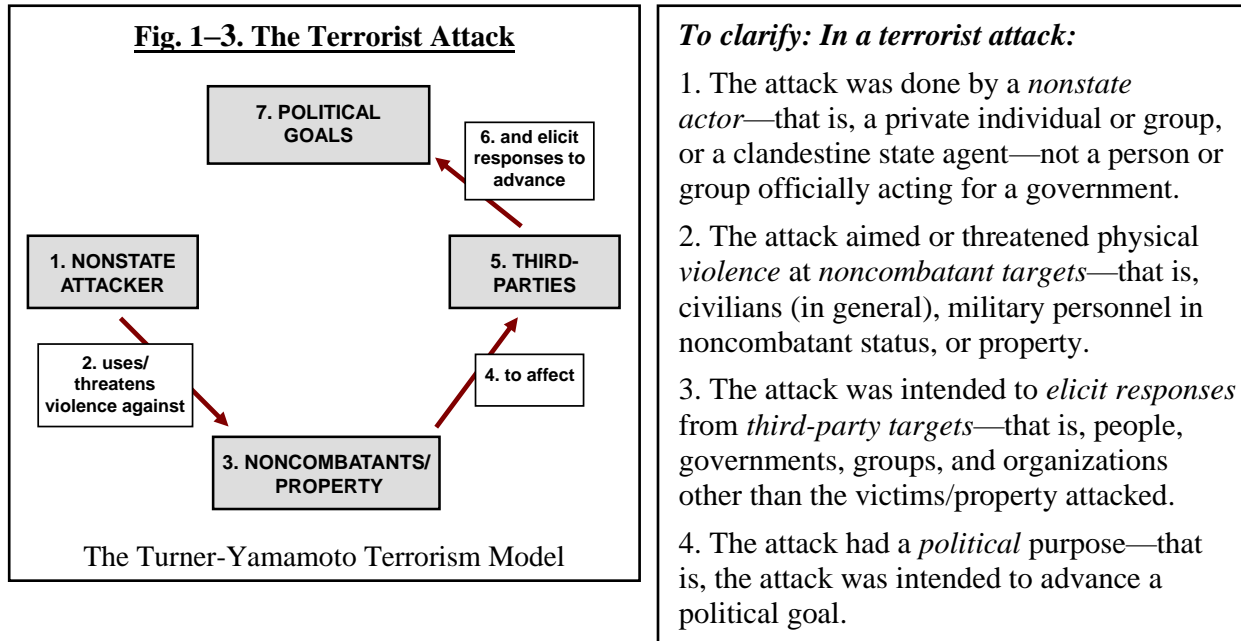 Fig. 1–3. The Terrorist Attack
7. POLITICAL
GOALS
6. and elicit
responses to
advance
1. NONSTATE
ATTACKER
5. THIRD-
PARTIES
2. uses/
threatens
violence against
4. to affect
3. NONCOMBATANTS/
PROPERTY
The Turner-Yamamoto Terrorism Model
To clarify: In a terrorist attack:
1. The attack was done by a nonstate
actor—that is, a private individual or group,
or a clandestine state agent—not a person or
group officially acting for a government.
2. The attack aimed or threatened physical
violence at noncombatant targets—that is,
civilians (in general), military personnel in
noncombatant status, or property.
3. The attack was intended to elicit responses
from third-party targets—that is, people,
governments, groups, and organizations
other than the victims/property attacked.
4. The attack had a political purpose—that
is, the attack was intended to advance a
political goal.